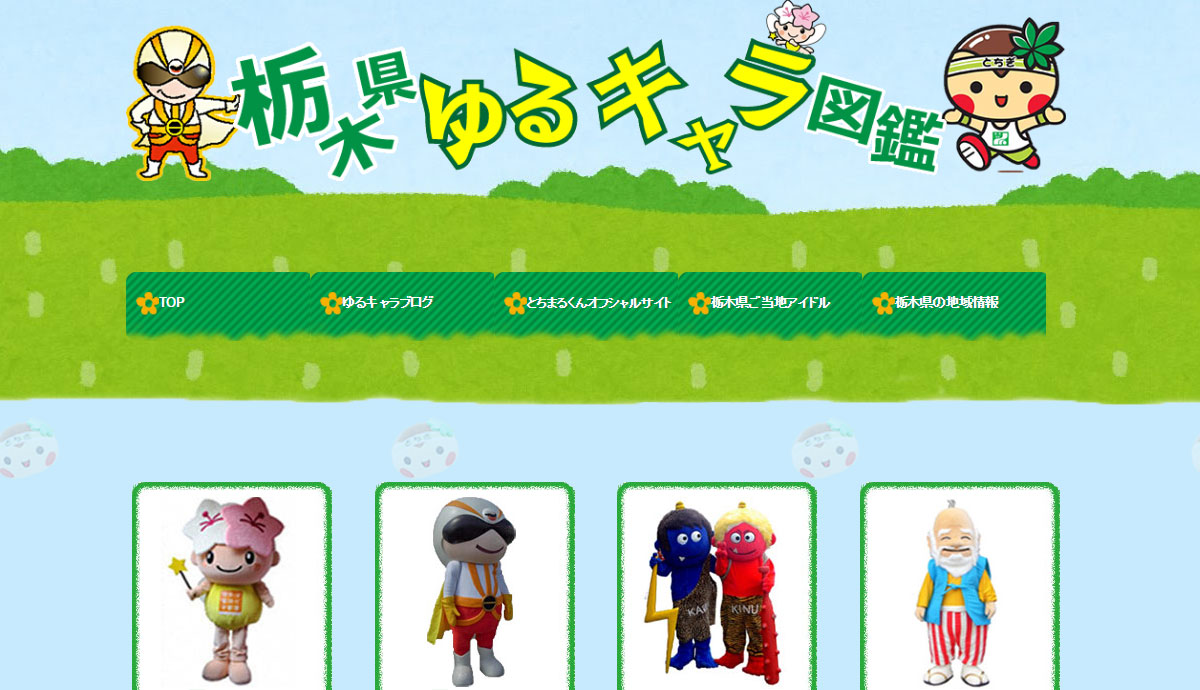 栃木県ゆるキャラ図鑑
とちぎ
TOP
ゆるキャラブログ
とちまるくんオフシャルサイト
栃木県ご当地アイドル
栃木県の地域情報
KINU